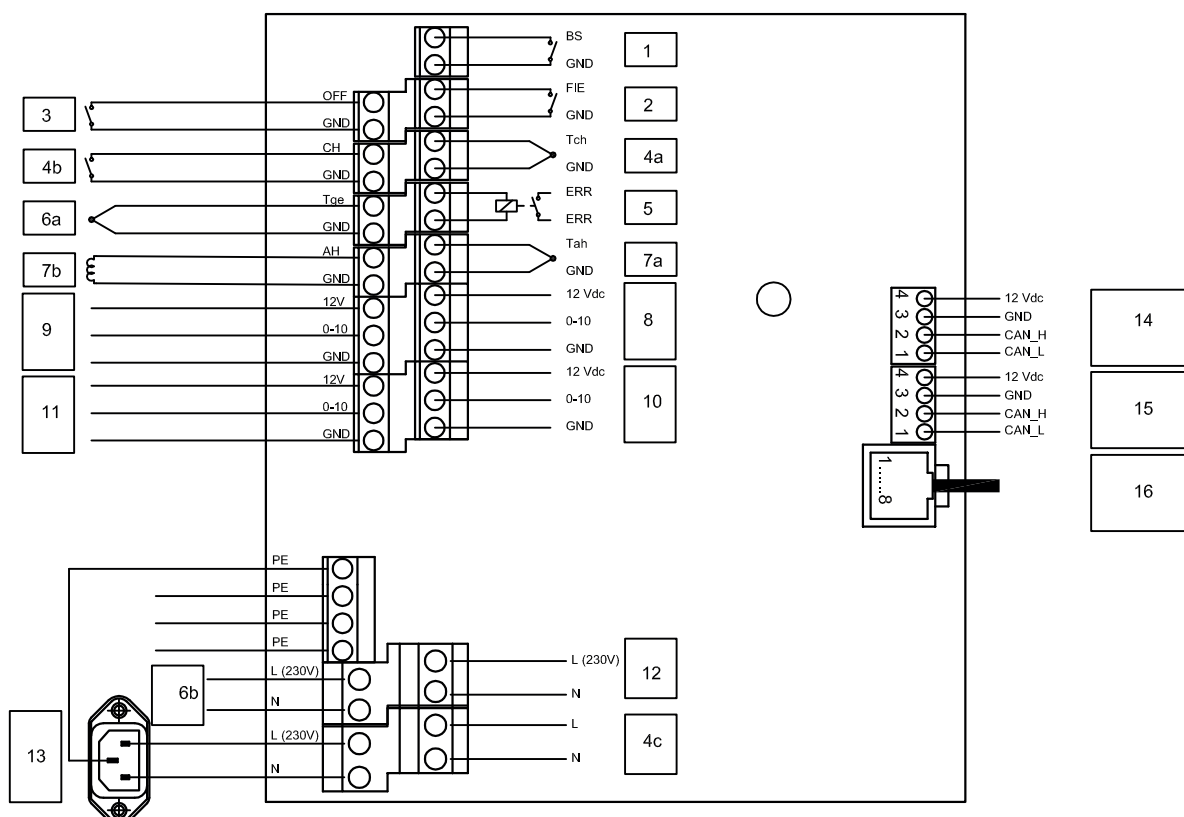 BS
GND
1
FIE
GND
2
OFF
GND
3
Tch
GND
4a
CH
GND
4b
ERR
ERR
5
Tge
GND
6a
Tah
GND
7a
AH
GND
7b
12 Vdc
0-10
GND
8
12V
0-10
GND
9
12 Vdc
0-10
GND
10
12V
0-10
GND
11
4 12 Vdc
3 GND
2 CAN_H
1 CAN_L
14
4 12 Vdc
3 GND
2 CAN_H
1 CAN_L
15
1......8
16
PE
PE
PE
PE
L (230V)
N
6b
L (230V)
N
12
L (230V)
N
13
L
N
4c